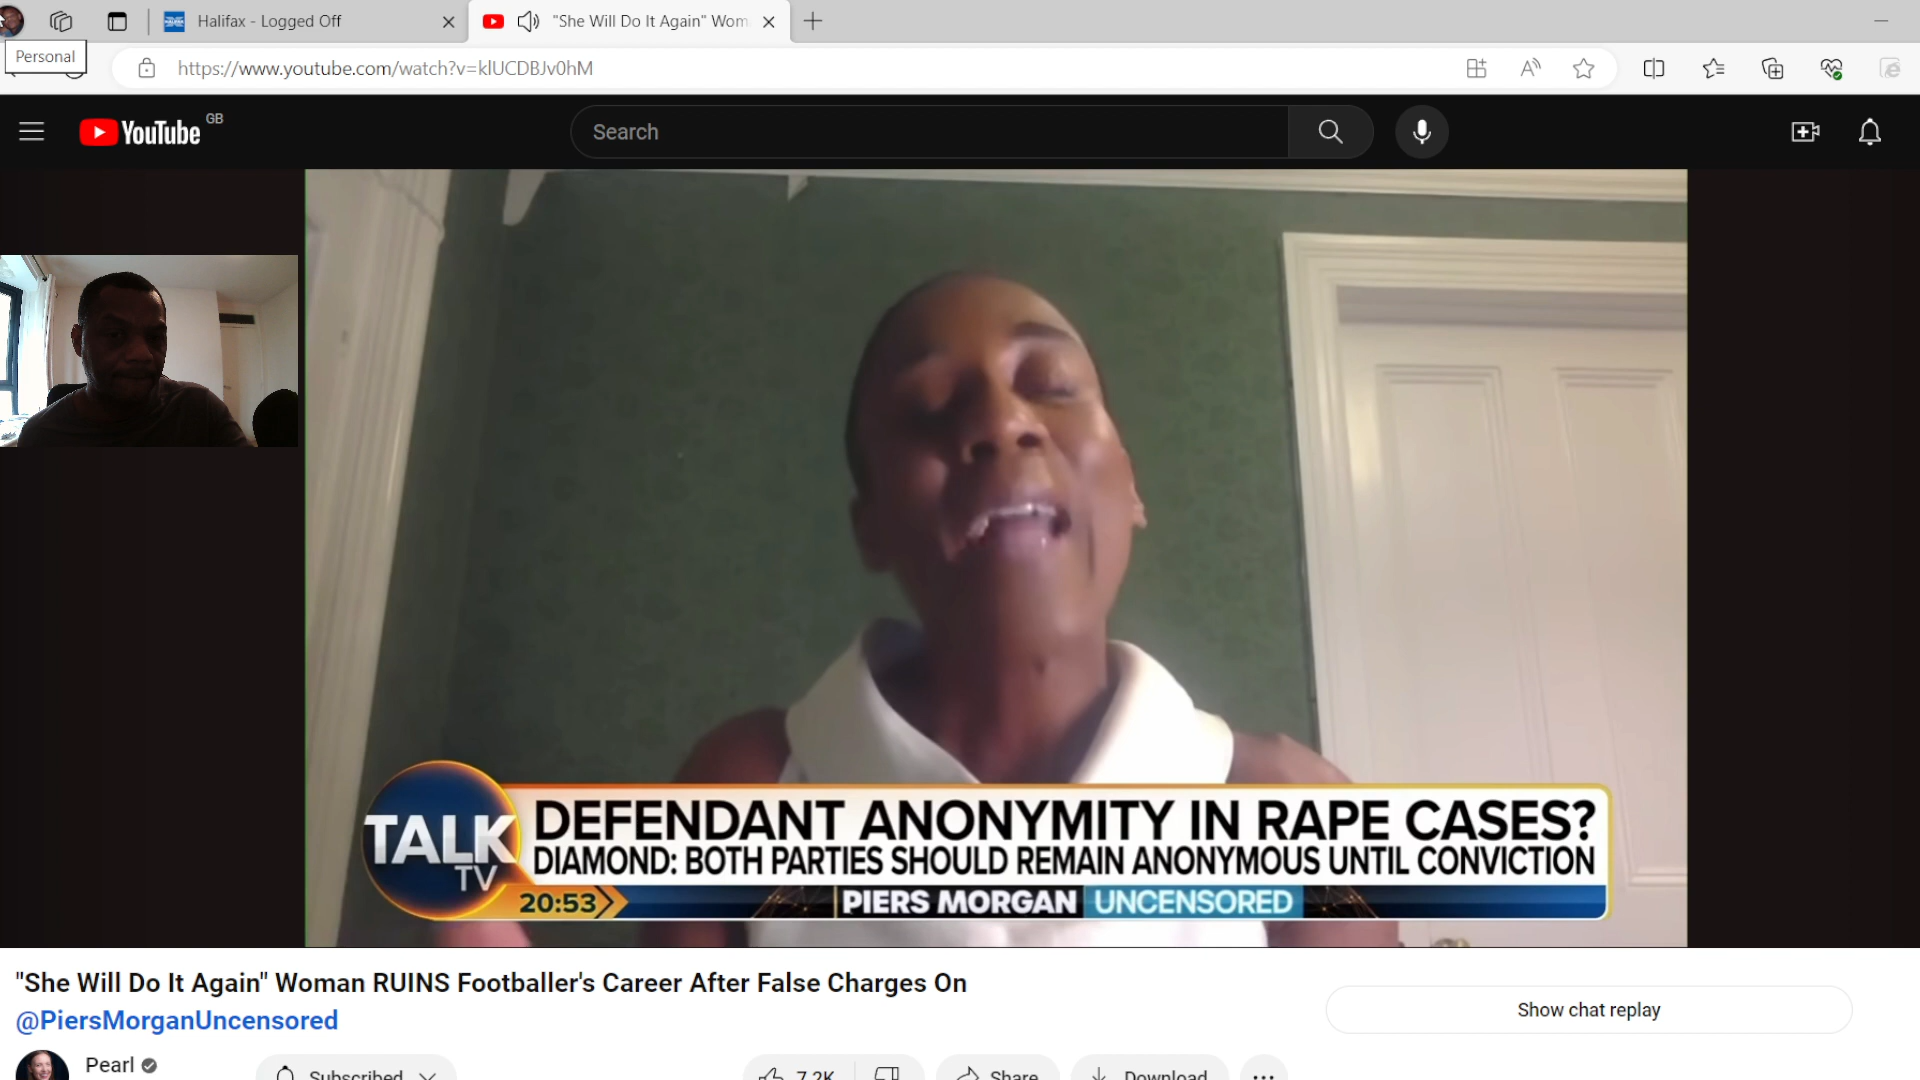 Halifax - Logged Off
"She Will Do It Again" Wom
Personal
https://www.youtube.com/watch?v=klUCDBJv0hM
YouTube GB
Search
TALK TV
DEFENDANT ANONYMITY IN RAPE CASES?
DIAMOND: BOTH PARTIES SHOULD REMAIN ANONYMOUS UNTIL CONVICTION
20:53
PIERS MORGAN UNCENSORED
"She Will Do It Again" Woman RUINS Footballer's Career After False Charges On
@PiersMorganUncensored
Show chat replay
Pearl
Subscribed
7.2K
Share
Download